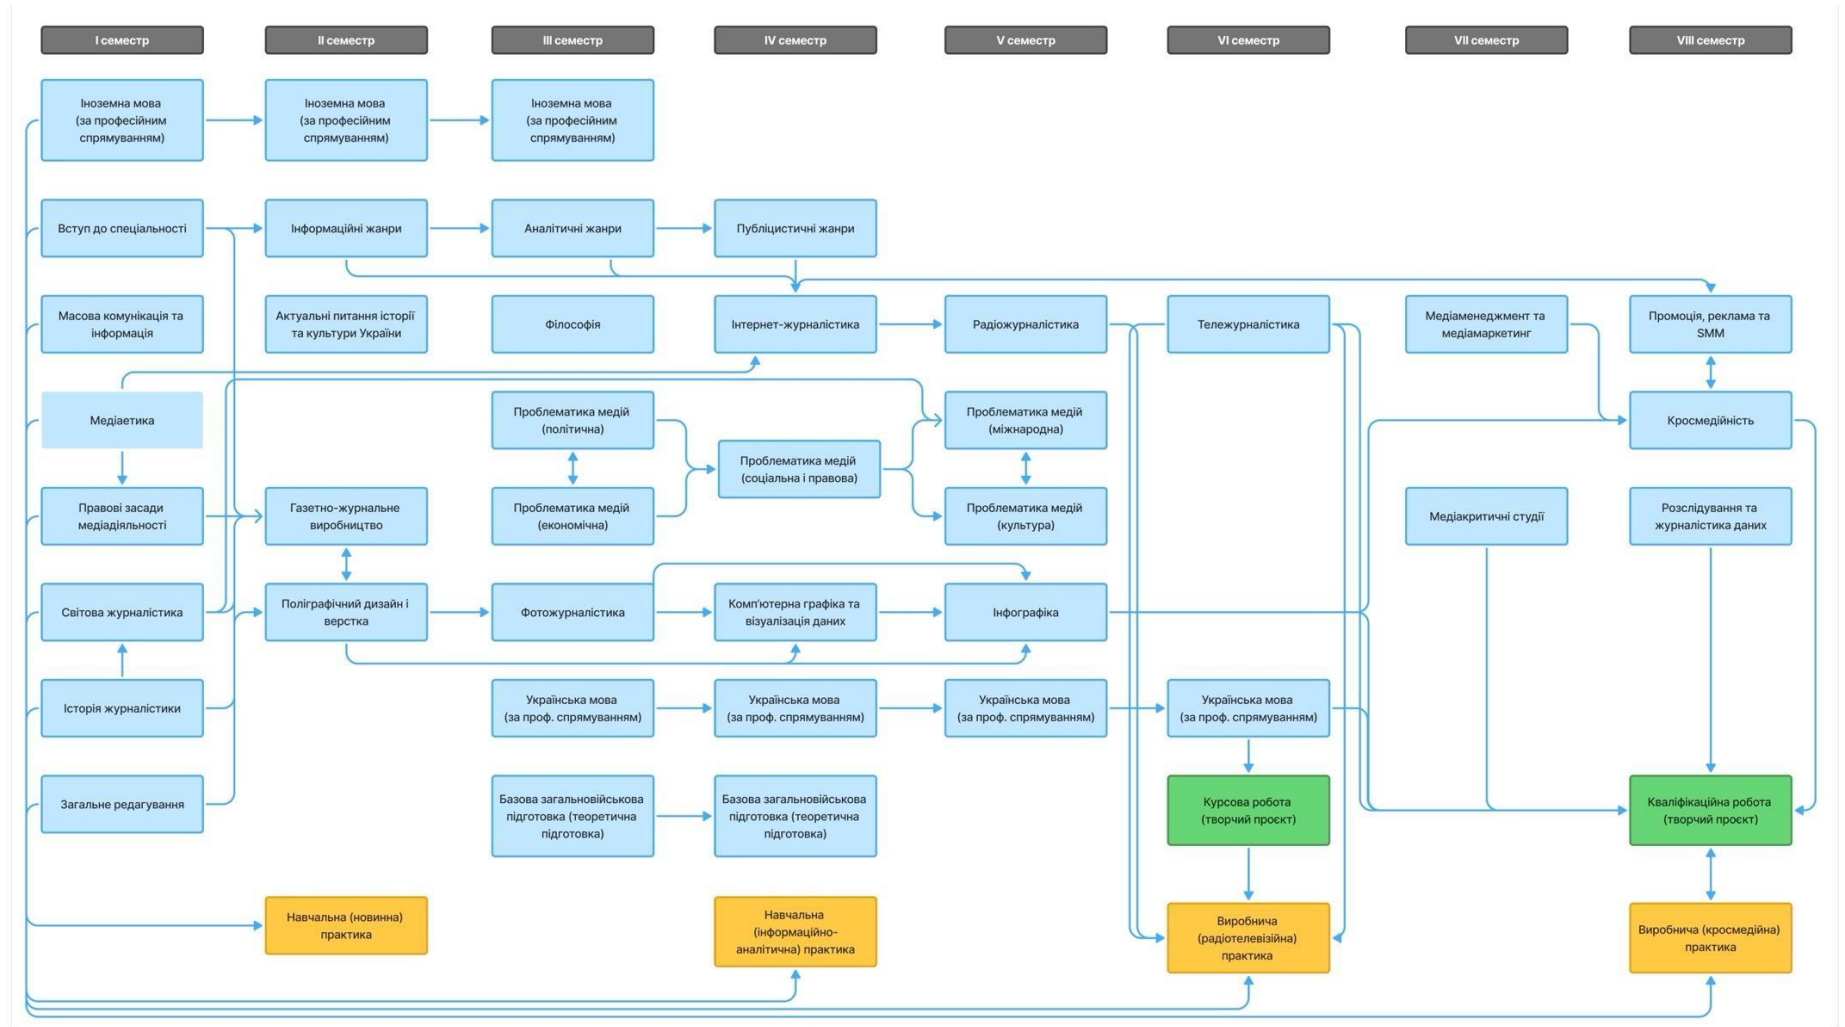 I семестр
II семестр
III семестр
IV семестр
V семестр
VI семестр
VII семестр
VIII семестр
Іноземна мова
(за професійним
спрямуванням)
Іноземна мова
(за професійним
спрямуванням)
Іноземна мова
(за професійним
спрямуванням)
Вступ до спеціальності
Інформаційні жанри
Аналітичні жанри
Публіцистичні жанри
Масова комунікація та
інформація
Актуальні питання історії
та культури України
Філософія
Інтернет-журналістика
Радіожурналістика
Тележурналістика
Медіаменеджмент та
медіамаркетинг
Промоція, реклама та
SMM
Медіаетика
Проблематика медій
(політична)
Проблематика медій
(соціальна і правова)
Проблематика медій
(міжнародна)
Кросмедійність
Правові засади
медіадіяльності
Газетно-журнальне
виробництво
Проблематика медій
(економічна)
Проблематика медій
(культура)
Медіакритичні студії
Розслідування та
журналістика даних
Світова журналістика
Поліграфічний дизайн і
верстка
Фотожурналістика
Комп'ютерна графіка та
візуалізація даних
Інфографіка
Історія журналістики
Українська мова
(за проф. спрямуванням)
Українська мова
(за проф. спрямуванням)
Українська мова
(за проф. спрямуванням)
Українська мова
(за проф. спрямуванням)
Загальне редагування
Базова загальновійськова
підготовка (теоретична
підготовка)
Базова загальновійськова
підготовка (теоретична
підготовка)
Курсова робота
(творчий проєкт)
Кваліфікаційна робота
(творчий проєкт)
Навчальна (новинна)
практика
Навчальна
(інформаційно-
аналітична) практика
Виробнича
(радіотелевізійна)
практика
Виробнича (кросмедійна)
практика